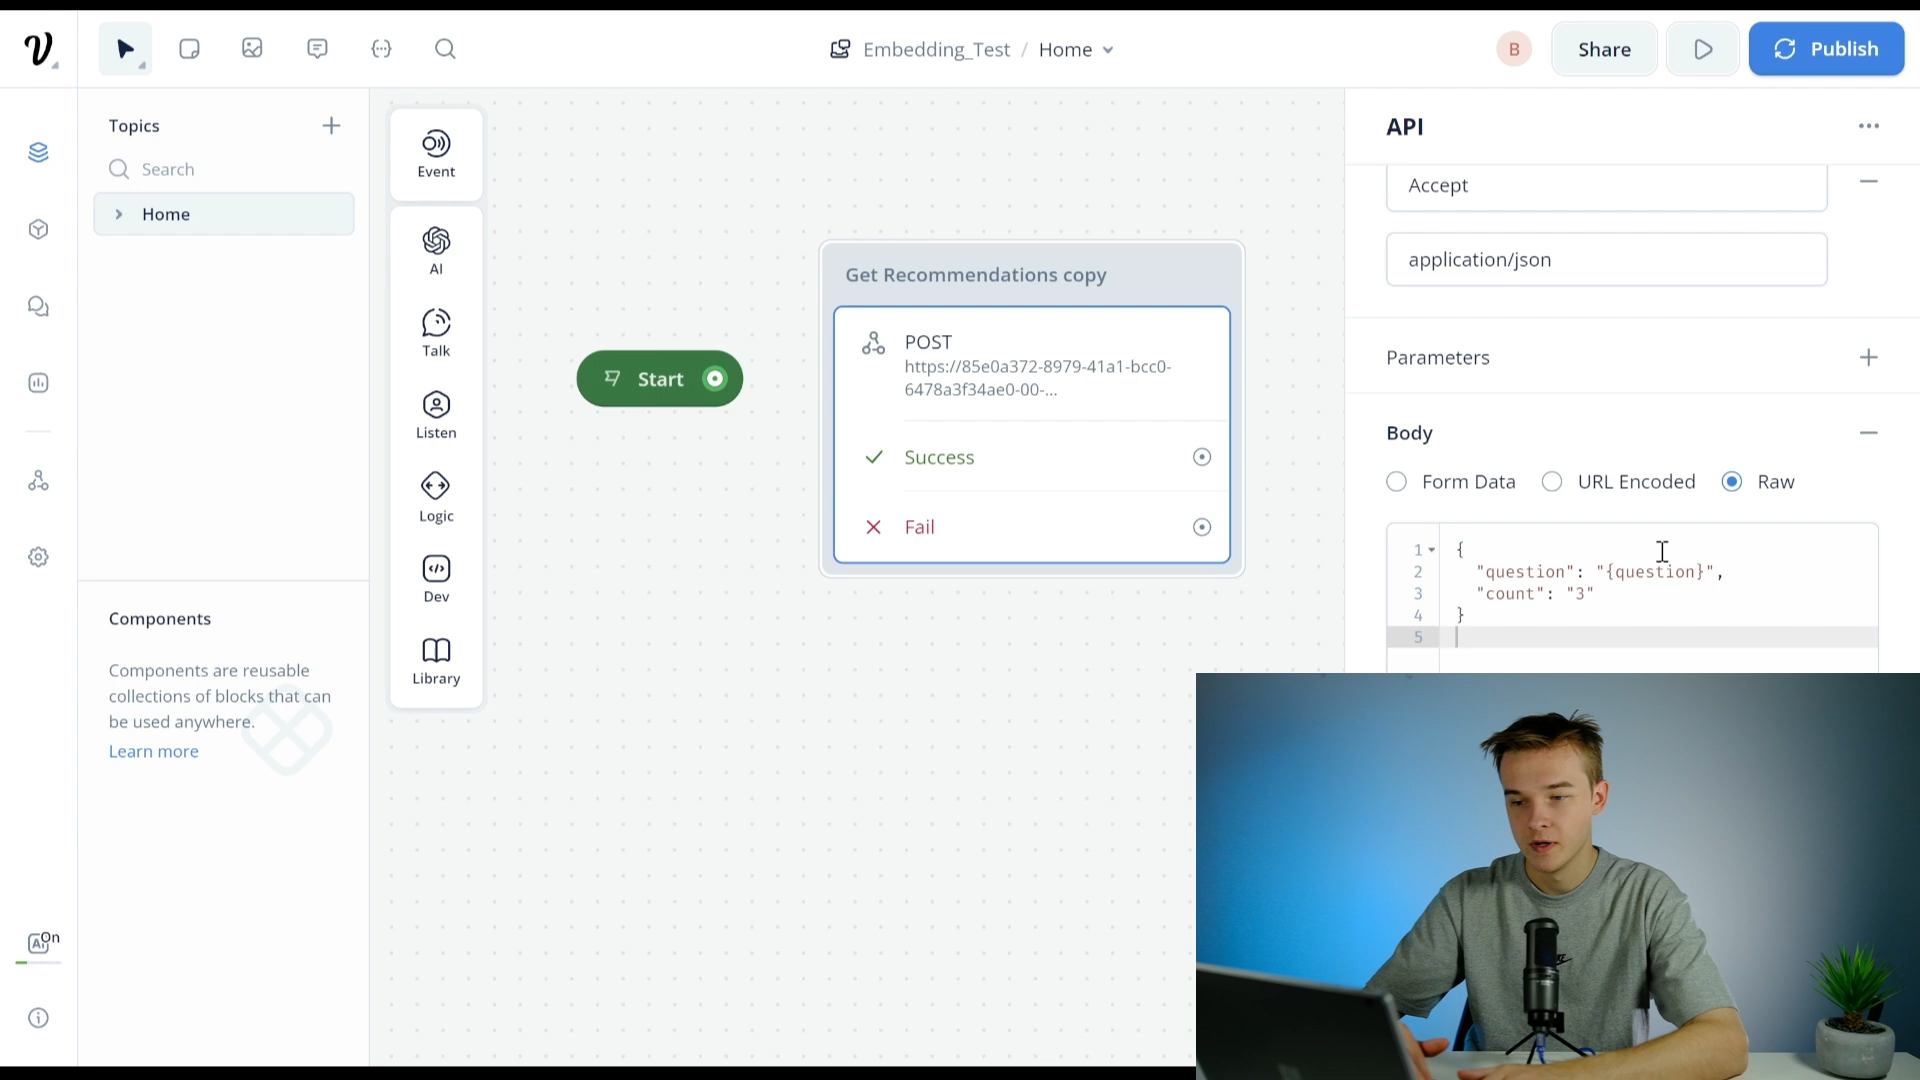 Embedding_Test / Home
B
Share
Publish
Topics
Search
Home
Components
Components are reusable
collections of blocks that can
be used anywhere.
Learn more
On
Event
AI
Talk
Listen
Logic
Dev
Library
Start
Get Recommendations copy
POST
https://85e0a372-8979-41a1-bcc0-
6478a3f34ae0-00-...
Success
Fail
API
Accept
application/json
Parameters
Body
Form Data
URL Encoded
Raw
1 {
2 "question": "{question}",
3 "count": "3"
4 }
5